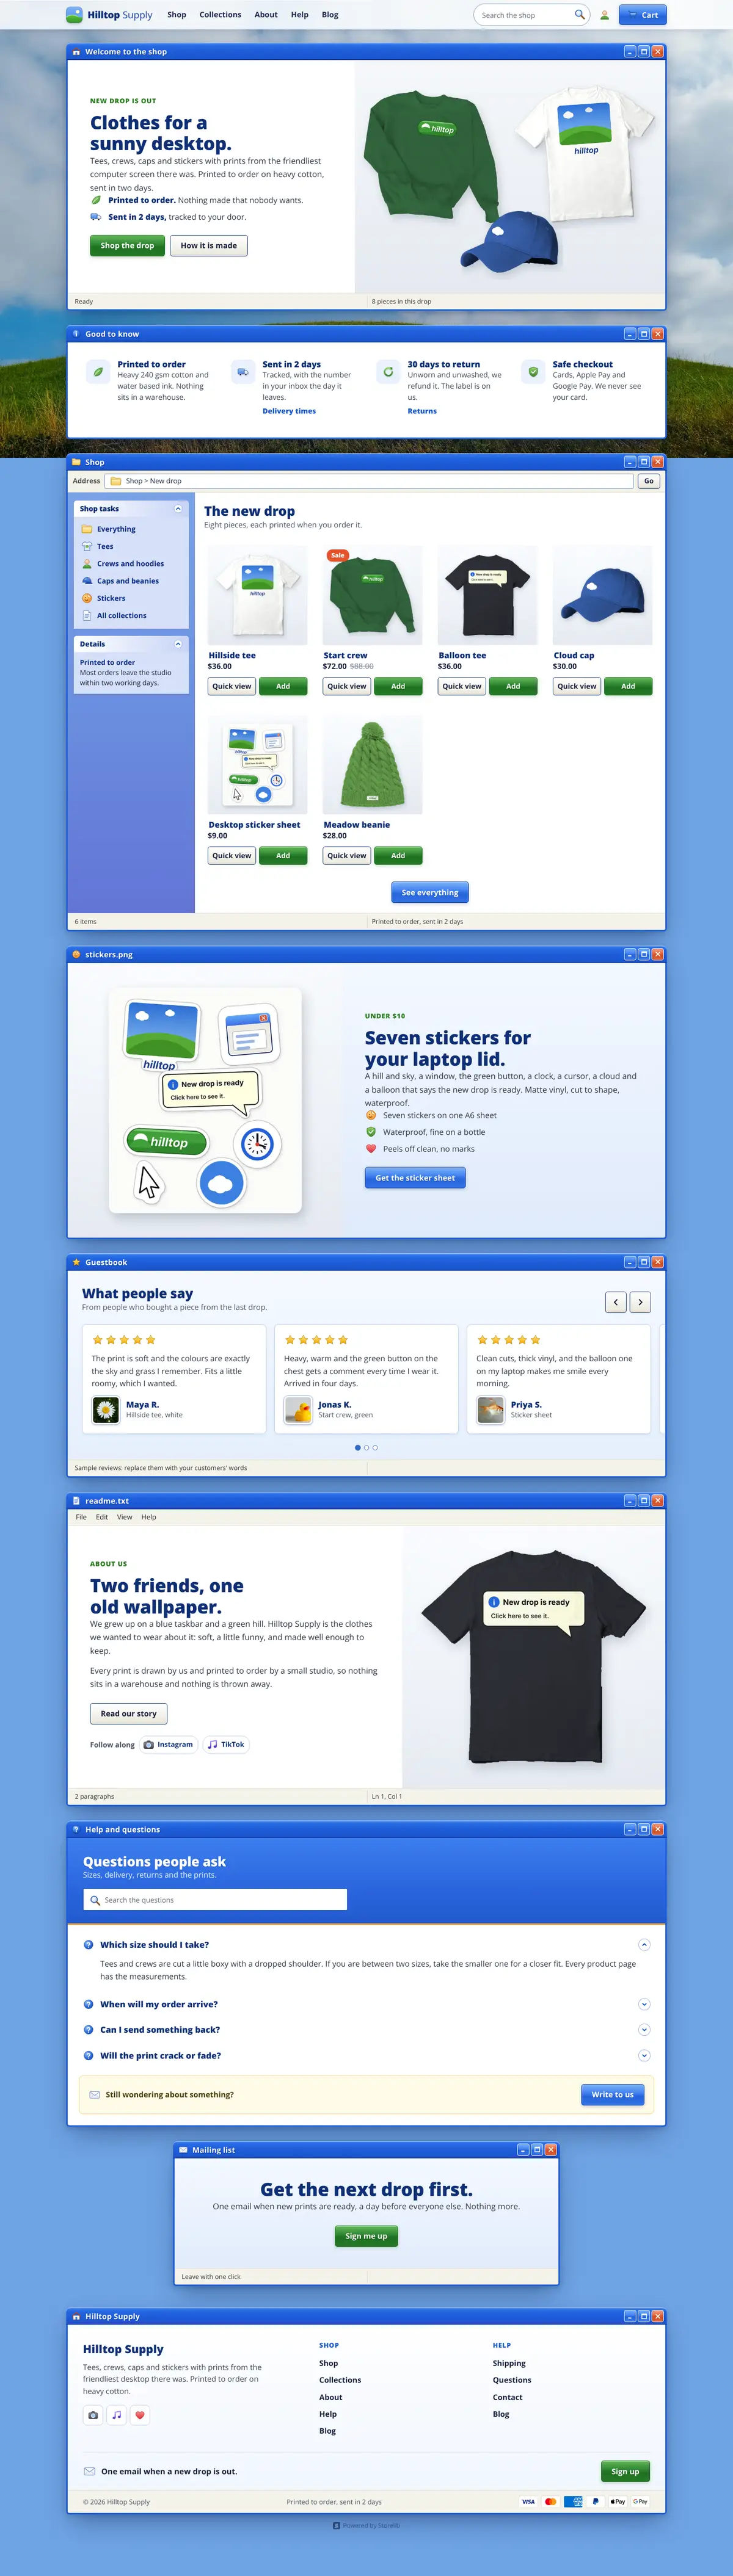 Hilltop Supply
Shop Collections About Help Blog
Search the shop
Cart
Welcome to the shop
NEW DROP IS OUT
Clothes for a
sunny desktop.
Tees, crews, caps and stickers with prints from the friendliest
computer screen there was. Printed to order on heavy cotton,
sent in two days.
Printed to order. Nothing made that nobody wants.
Sent in 2 days, tracked to your door.
Shop the drop
How it is made
hilltop
hilltop
Ready
8 pieces in this drop
Good to know
Printed to order
Heavy 240 gsm cotton and
water based ink. Nothing
sits in a warehouse.
Sent in 2 days
Tracked, with the number
in your inbox the day it
leaves.
Delivery times
30 days to return
Unworn and unwashed, we
refund it. The label is on
us.
Returns
Safe checkout
Cards, Apple Pay and
Google Pay. We never see
your card.
Shop
Address
Shop > New drop
Go
Shop tasks
Everything
Tees
Crews and hoodies
Caps and beanies
Stickers
All collections
Details
Printed to order
Most orders leave the studio
within two working days.
The new drop
Eight pieces, each printed when you order it.
hilltop
Hillside tee
$36.00
Quick view
Add
Sale
hilltop
Start crew
$72.00 $88.00
Quick view
Add
New drop is ready
Click here to see it.
Balloon tee
$36.00
Quick view
Add
Cloud cap
$30.00
Quick view
Add
hilltop
New drop is ready
Click here to see it.
hilltop
Desktop sticker sheet
$9.00
Quick view
Add
Meadow beanie
$28.00
Quick view
Add
See everything
6 items
Printed to order, sent in 2 days
stickers.png
hilltop
New drop is ready
Click here to see it.
hilltop
UNDER $10
Seven stickers for
your laptop lid.
A hill and sky, a window, the green button, a clock, a cursor, a cloud and
a balloon that says the new drop is ready. Matte vinyl, cut to shape,
waterproof.
Seven stickers on one A6 sheet
Waterproof, fine on a bottle
Peels off clean, no marks
Get the sticker sheet
Guestbook
What people say
From people who bought a piece from the last drop.
The print is soft and the colours are exactly
the sky and grass I remember. Fits a little
roomy, which I wanted.
Maya R.
Hillside tee, white
Heavy, warm and the green button on the
chest gets a comment every time I wear it.
Arrived in four days.
Jonas K.
Start crew, green
Clean cuts, thick vinyl, and the balloon one
on my laptop makes me smile every
morning.
Priya S.
Sticker sheet
Sample reviews: replace them with your customers' words
readme.txt
File Edit View Help
ABOUT US
Two friends, one
old wallpaper.
We grew up on a blue taskbar and a green hill. Hilltop Supply is the clothes
we wanted to wear about it: soft, a little funny, and made well enough to
keep.
Every print is drawn by us and printed to order by a small studio, so nothing
sits in a warehouse and nothing is thrown away.
Read our story
Follow along
Instagram
TikTok
New drop is ready
Click here to see it.
2 paragraphs
Ln 1, Col 1
Help and questions
Questions people ask
Sizes, delivery, returns and the prints.
Search the questions
Which size should I take?
Tees and crews are cut a little boxy with a dropped shoulder. If you are between two sizes, take the smaller one for a closer fit. Every product page
has the measurements.
When will my order arrive?
Can I send something back?
Will the print crack or fade?
Still wondering about something?
Write to us
Mailing list
Get the next drop first.
One email when new prints are ready, a day before everyone else. Nothing more.
Sign me up
Leave with one click
Hilltop Supply
Hilltop Supply
Tees, crews, caps and stickers with prints from the
friendliest desktop there was. Printed to order on
heavy cotton.
SHOP
Shop
Collections
About
Help
Blog
HELP
Shipping
Questions
Contact
Blog
One email when a new drop is out.
Sign up
© 2026 Hilltop Supply
Printed to order, sent in 2 days
VISA
Pay
G Pay
Powered by